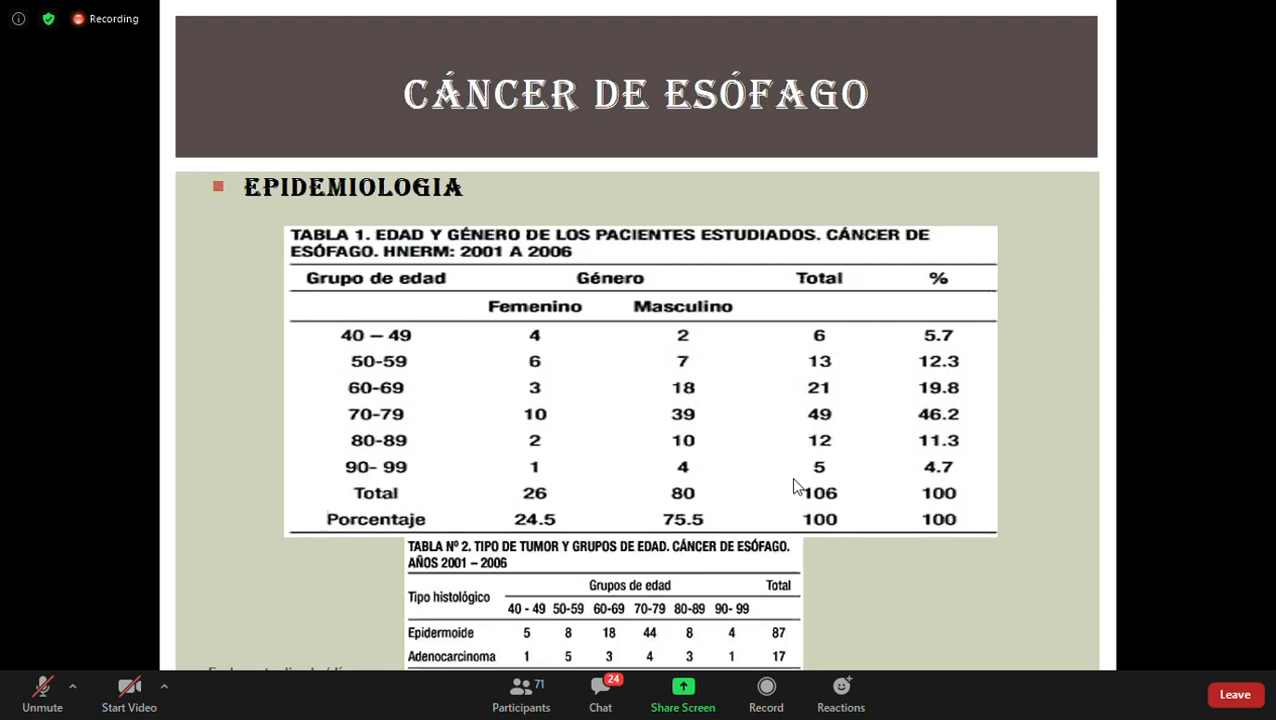 Recording
CÁNCER DE ESÓFAGO
EPIDEMIOLOGIA
TABLA 1. EDAD Y GÉNERO DE LOS PACIENTES ESTUDIADOS. CÁNCER DE
ESÓFAGO. HNERM: 2001 A 2006
Grupo de edad Género Total %
Femenino Masculino
40 – 49 4 2 6 5.7
50-59 6 7 13 12.3
60-69 3 18 21 19.8
70-79 10 39 49 46.2
80-89 2 10 12 11.3
90- 99 1 4 5 4.7
Total 26 80 106 100
Porcentaje 24.5 75.5 100 100
TABLA Nº 2. TIPO DE TUMOR Y GRUPOS DE EDAD. CÁNCER DE ESÓFAGO.
AÑOS 2001 – 2006
Tipo histológico Grupos de edad Total
40 - 49 50-59 60-69 70-79 80-89 90- 99
Epidermoide 5 8 18 44 8 4 87
Adenocarcinoma 1 5 3 4 3 1 17
Unmute
Start Video
71
Participants
24
Chat
Share Screen
Record
Reactions
Leave